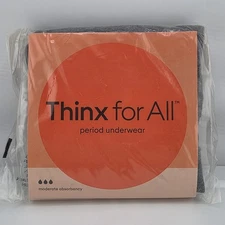 Thinx for All™
period underwear
moderate absorbency